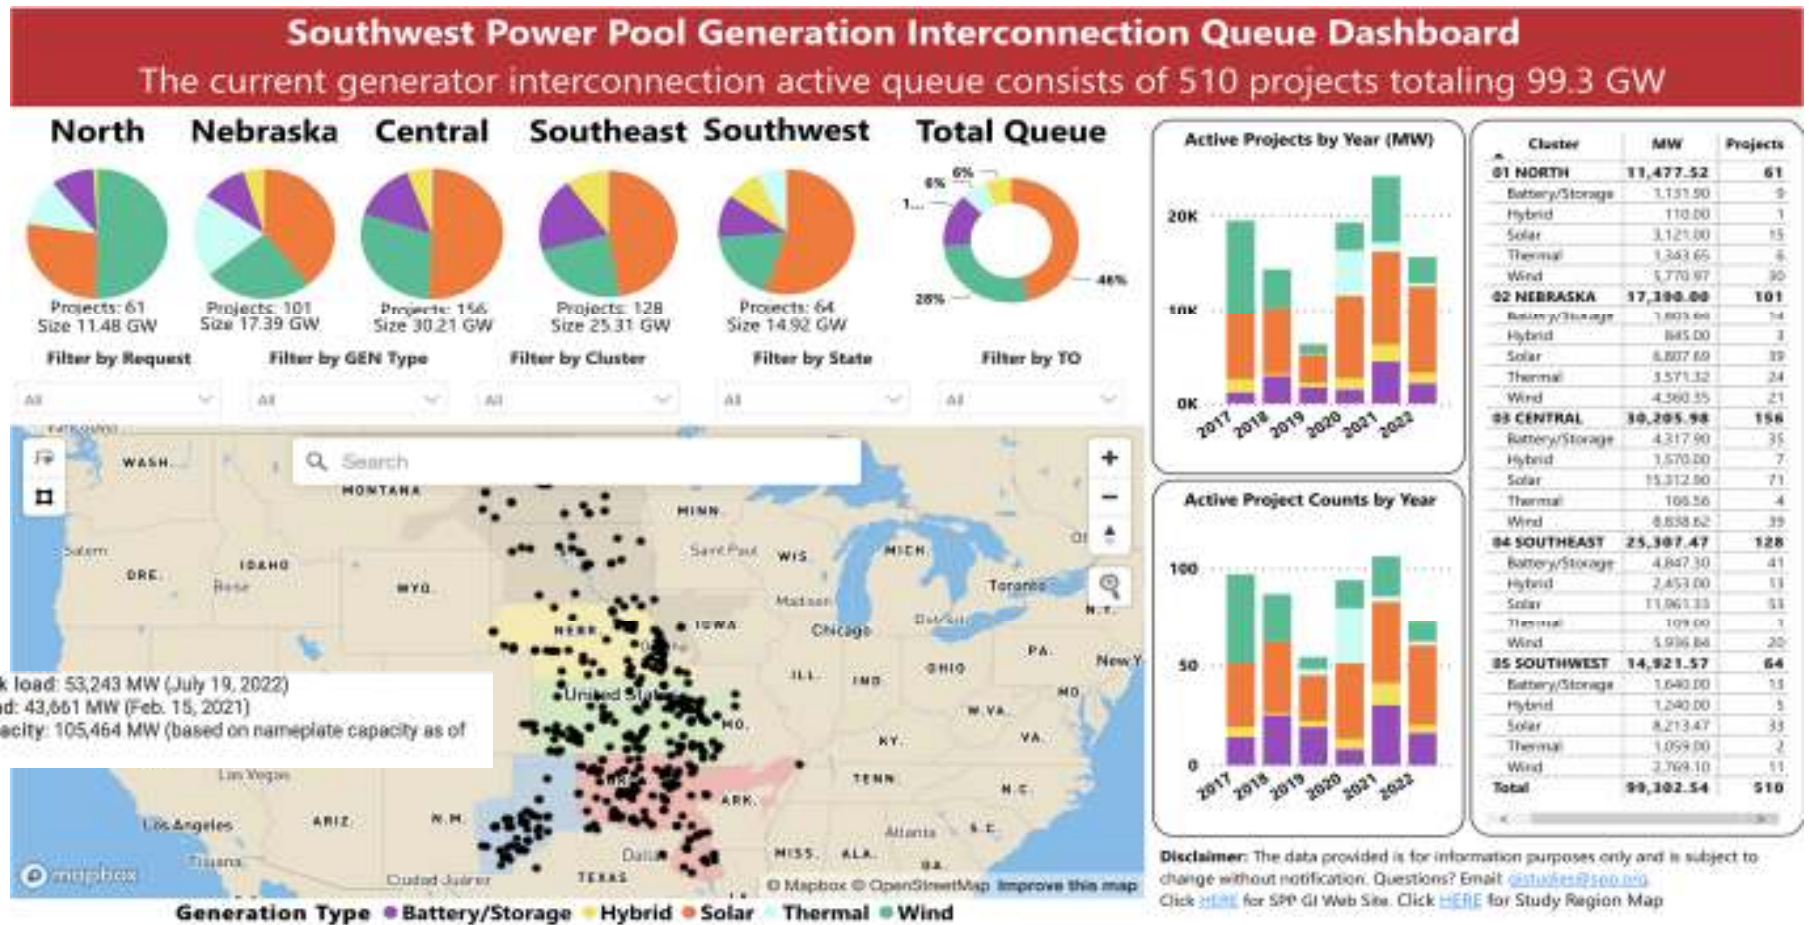 Southwest Power Pool Generation Interconnection Queue Dashboard
The current generator interconnection active queue consists of 510 projects totaling 99.3 GW
North
Projects: 61
Size 11.48 GW
Nebraska
Projects: 101
Size 17.39 GW
Central
Projects: 156
Size 30.21 GW
Southeast
Projects: 128
Size 25.31 GW
Southwest
Projects: 64
Size 14.92 GW
Total Queue
6%
6%
1...
28%
46%
Filter by Request
All
Filter by GEN Type
All
Filter by Cluster
All
Filter by State
All
Filter by TO
All
Search
WASH.
MONTANA
MINN.
Salem
ORE.
IDAHO
Boise
WYO.
Saint Paul
WIS.
MICH.
Toronto
Madison
N.Y.
NEBR.
IOWA
Chicago
Detroit
PA.
New Y
ILL.
IND.
OHIO
MD.
United States
W.VA.
MO.
KY.
VA.
Las Vegas
TENN.
N.C.
ARK.
Los Angeles
ARIZ.
N.M.
Atlanta
S.C.
Tijuana
Dallas
MISS.
ALA.
GA.
Ciudad Juárez
TEXAS
k load: 53,243 MW (July 19, 2022)
ad: 43,661 MW (Feb. 15, 2021)
acity: 105,464 MW (based on nameplate capacity as of
mapbox
© Mapbox © OpenStreetMap Improve this map
Generation Type Battery/Storage Hybrid Solar Thermal Wind
Active Projects by Year (MW)
20K
10K
0K
2017 2018 2019 2020 2021 2022
Active Project Counts by Year
100
50
0
2017 2018 2019 2020 2021 2022
Cluster MW Projects
01 NORTH 11,477.52 61
Battery/Storage 1,131.90 9
Hybrid 110.00 1
Solar 3,121.00 15
Thermal 1,343.65 6
Wind 5,770.97 30
02 NEBRASKA 17,390.00 101
Battery/Storage 14
Hybrid 845.00 3
Solar 6,807.69 39
Thermal 3,571.32 24
Wind 4,360.35 21
03 CENTRAL 30,205.98 156
Battery/Storage 4,317.90 35
Hybrid 1,570.00 7
Solar 15,312.90 71
Thermal 166.56 4
Wind 8,838.62 39
04 SOUTHEAST 25,307.47 128
Battery/Storage 4,847.30 41
Hybrid 2,453.00 13
Solar 11,961.33 53
Thermal 109.00 1
Wind 5,936.84 20
05 SOUTHWEST 14,921.57 64
Battery/Storage 1,640.00 13
Hybrid 1,240.00 5
Solar 8,213.47 33
Thermal 1,059.00 2
Wind 2,769.10 11
Total 99,302.54 510
Disclaimer: The data provided is for information purposes only and is subject to
change without notification. Questions? Email gistudies@spp.org.
Click HERE for SPP GI Web Site. Click HERE for Study Region Map